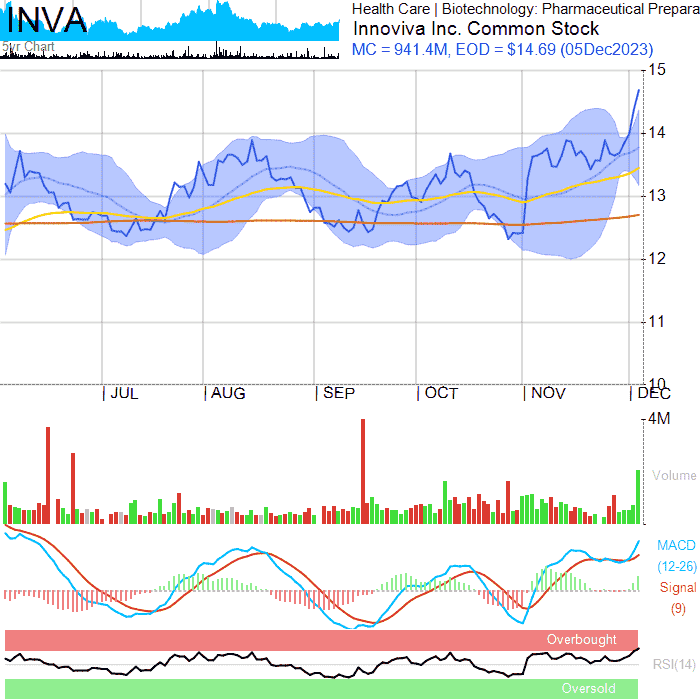 INVA
5yr Chart
Health Care | Biotechnology: Pharmaceutical Prepara
Innoviva Inc. Common Stock
MC = 941.4M, EOD = $14.69 (05Dec2023)
15
14
13
12
11
10
JUL AUG SEP OCT NOV DEC
4M
Volume
MACD
(12-26)
Signal
(9)
Overbought
RSI(14)
Oversold